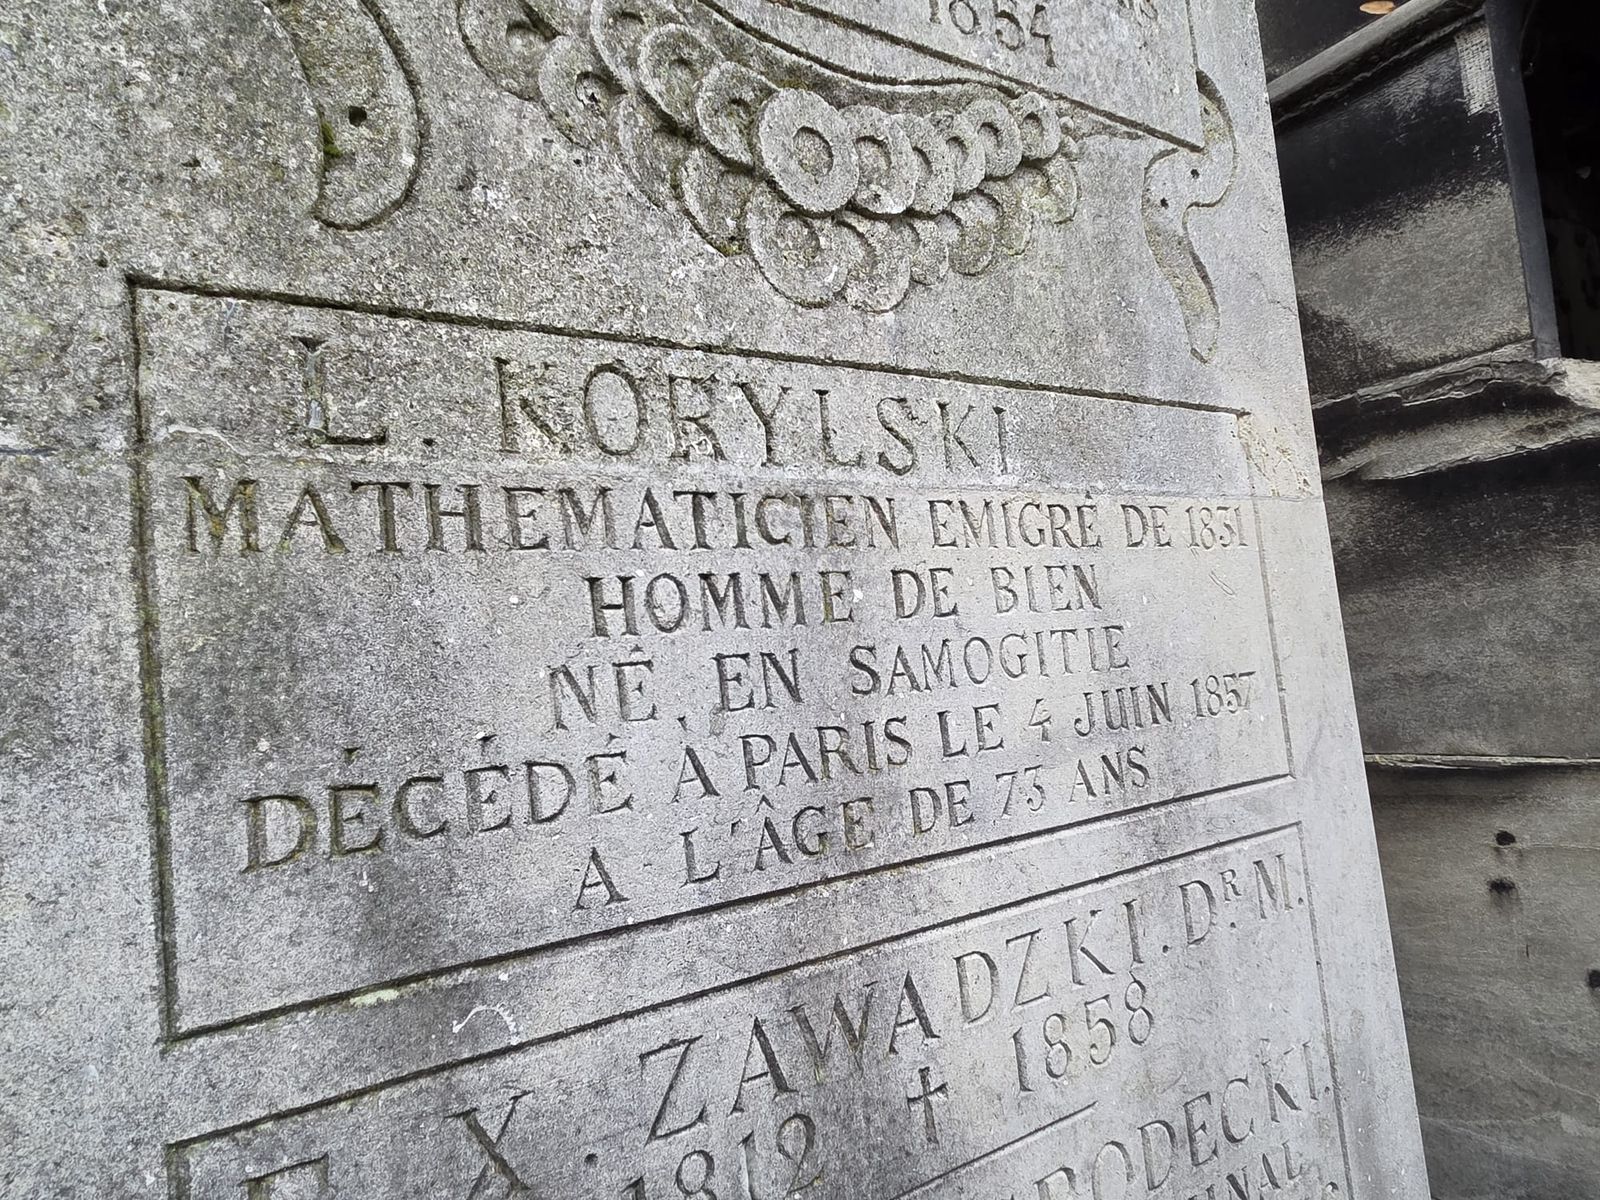 1854
L. KORYLSKI
MATHEMATICIEN EMIGRÉ DE 1831
HOMME DE BIEN
NÉ EN SAMOGITIE
DÉCÉDÉ À PARIS LE 4 JUIN 1857
A L'ÂGE DE 73 ANS
F. X. ZAWADZKI. Dr. M.
1812 + 1858